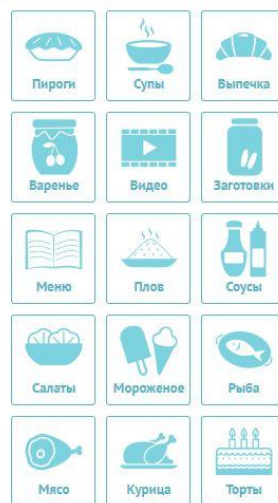 Пироги Супы Выпечка
Варенье Видео Заготовки
Меню Плов Соусы
Салаты Мороженое Рыба
Мясо Курица Торты